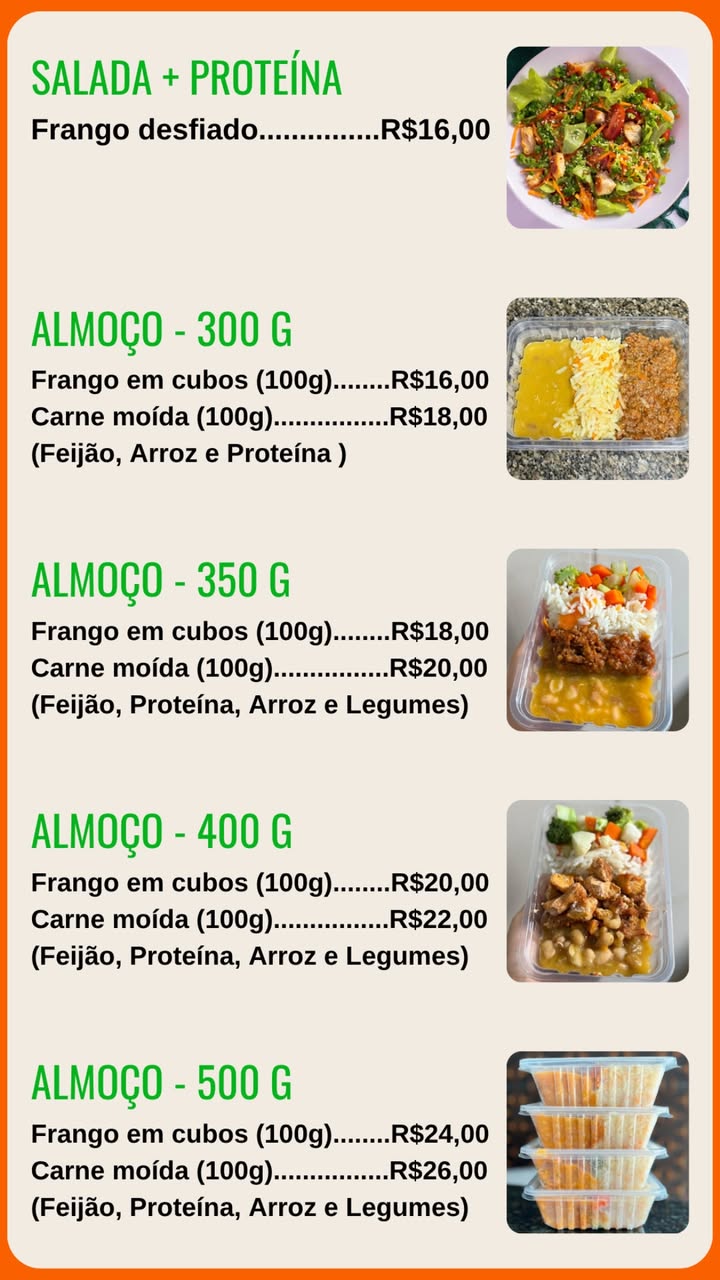 SALADA + PROTEÍNA
Frango desfiado...............R$16,00
ALMOÇO - 300 G
Frango em cubos (100g)........R$16,00
Carne moída (100g)................R$18,00
(Feijão, Arroz e Proteína )
ALMOÇO - 350 G
Frango em cubos (100g)........R$18,00
Carne moída (100g)................R$20,00
(Feijão, Proteína, Arroz e Legumes)
ALMOÇO - 400 G
Frango em cubos (100g)........R$20,00
Carne moída (100g)................R$22,00
(Feijão, Proteína, Arroz e Legumes)
ALMOÇO - 500 G
Frango em cubos (100g)........R$24,00
Carne moída (100g)................R$26,00
(Feijão, Proteína, Arroz e Legumes)